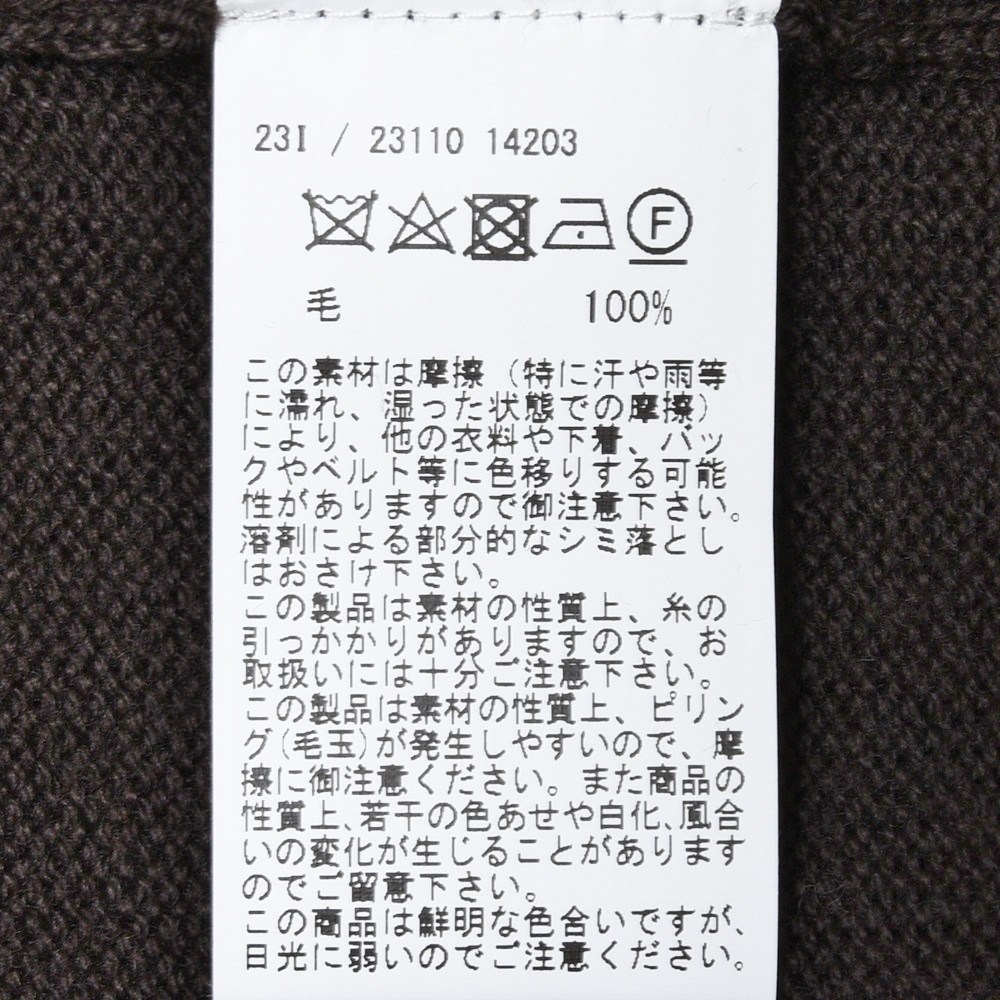 23I / 23110 14203
F
毛 100%
この素材は摩擦（特に汗や雨等
に濡れ、湿った状態での摩擦）
により、他の衣料や下着、バッ
クやベルト等に色移りする可能
性がありますので御注意下さい。
溶剤による部分的なシミ落とし
はおさけ下さい。
この製品は素材の性質上、糸の
引っかかりがありますので、お
取扱いには十分ご注意下さい。
この製品は素材の性質上、ピリン
グ(毛玉)が発生しやすいので、摩
擦に御注意ください。また商品の
性質上、若干の色あせや白化、風合
いの変化が生じることがあります
のでご留意下さい。
この商品は鮮明な色合いですが、
日光に弱いのでご注意ください。